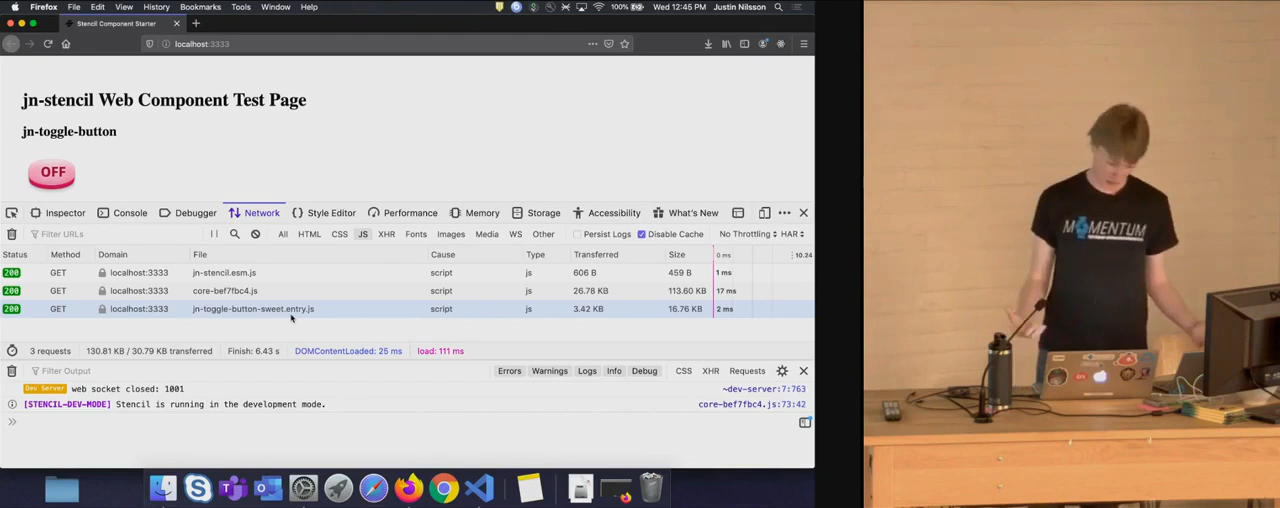 Firefox File Edit View History Bookmarks Tools Window Help 100% Wed 12:45 PM Justin Nilsson
Stencil Component Starter
localhost:3333
jn-stencil Web Component Test Page
jn-toggle-button
OFF
Inspector Console Debugger Network Style Editor Performance Memory Storage Accessibility What's New
Filter URLs All HTML CSS JS XHR Fonts Images Media WS Other Persist Logs Disable Cache No Throttling HAR
Status Method Domain File Cause Type Transferred Size 0 ms 10.24
200 GET localhost:3333 jn-stencil.esm.js script js 606 B 459 B 1 ms
200 GET localhost:3333 core-bef7fbc4.js script js 26.78 KB 113.60 KB 17 ms
200 GET localhost:3333 jn-toggle-button-sweet.entry.js script js 3.42 KB 16.76 KB 2 ms
3 requests 130.81 KB / 30.79 KB transferred Finish: 6.43 s DOMContentLoaded: 25 ms load: 111 ms
Filter Output Errors Warnings Logs Info Debug CSS XHR Requests
Dev Server web socket closed: 1001 ~dev-server:7:763
[STENCIL-DEV-MODE] Stencil is running in the development mode. core-bef7fbc4.js:73:42
MOMENTUM